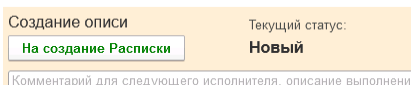 Создание описи
Текущий статус:
На создание Расписки
Новый
Комментарий для следующего исполнителя, описание выполнени